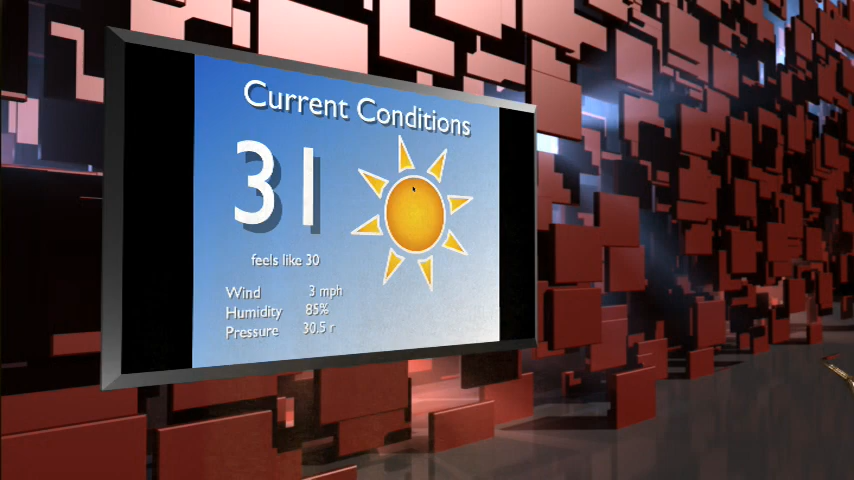 Current Conditions
31
feels like 30
Wind 3 mph
Humidity 85%
Pressure 30.5 r